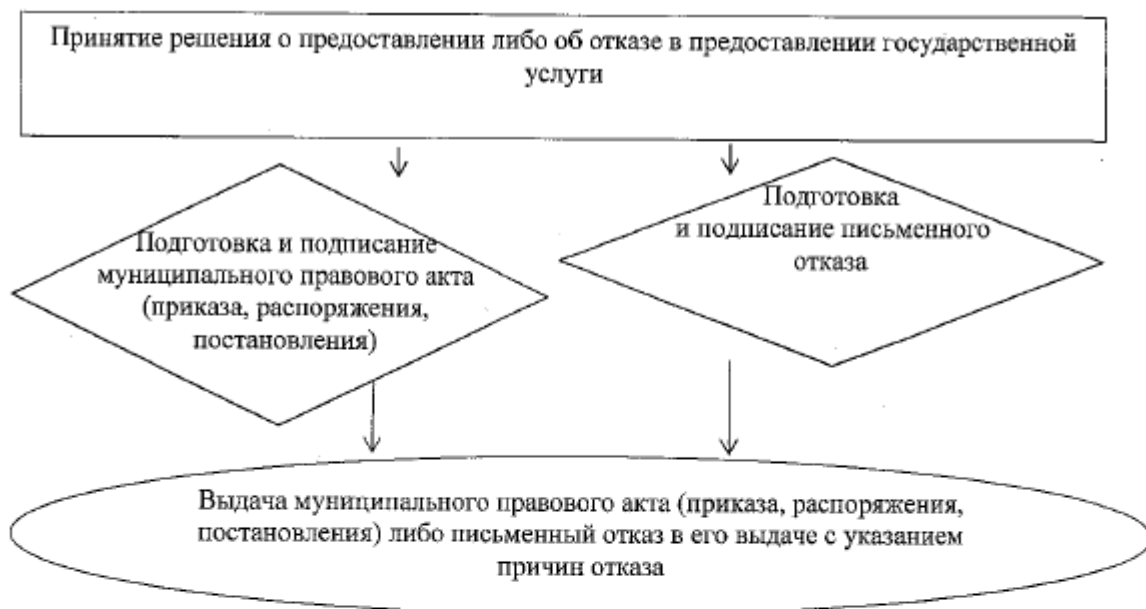 Принятие решения о предоставлении либо об отказе в предоставлении государственной
услуги
Подготовка и подписание
муниципального правового акта
(приказа, распоряжения,
постановления)
Подготовка
и подписание письменного
отказа
Выдача муниципального правового акта (приказа, распоряжения,
постановления) либо письменный отказ в его выдаче с указанием
причин отказа